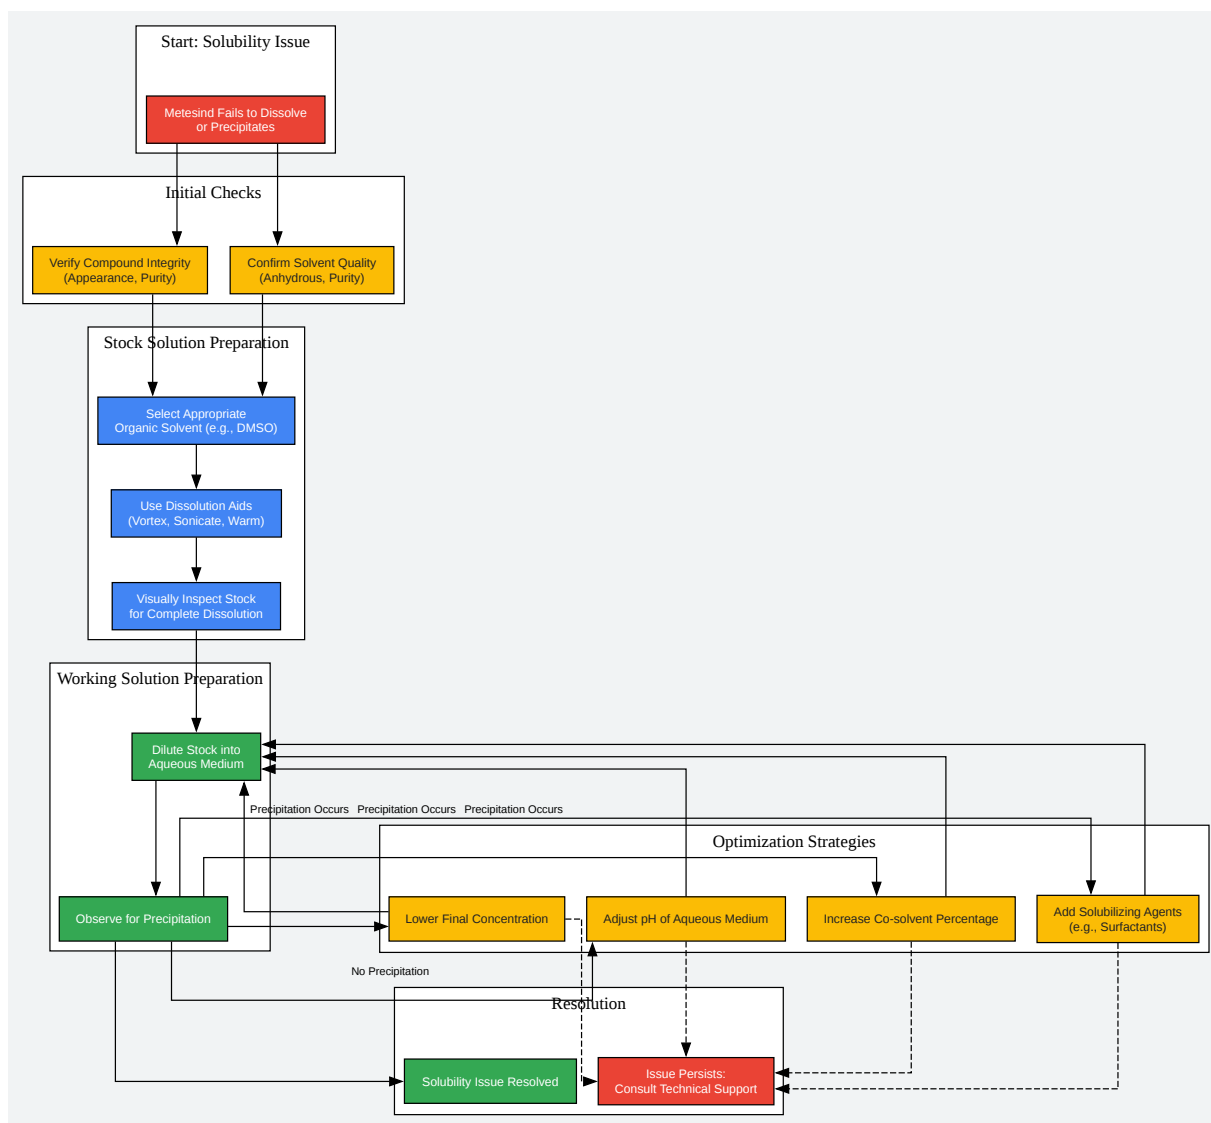 Start: Solubility Issue
Metesind Fails to Dissolve
or Precipitates
Initial Checks
Verify Compound Integrity
(Appearance, Purity)
Confirm Solvent Quality
(Anhydrous, Purity)
Stock Solution Preparation
Select Appropriate
Organic Solvent (e.g., DMSO)
Use Dissolution Aids
(Vortex, Sonicate, Warm)
Visually Inspect Stock
for Complete Dissolution
Working Solution Preparation
Dilute Stock into
Aqueous Medium
Precipitation Occurs
Precipitation Occurs
Precipitation Occurs
Optimization Strategies
Observe for Precipitation
Lower Final Concentration
Adjust pH of Aqueous Medium
Increase Co-solvent Percentage
Add Solubilizing Agents
(e.g., Surfactants)
No Precipitation
Resolution
Solubility Issue Resolved
Issue Persists:
Consult Technical Support